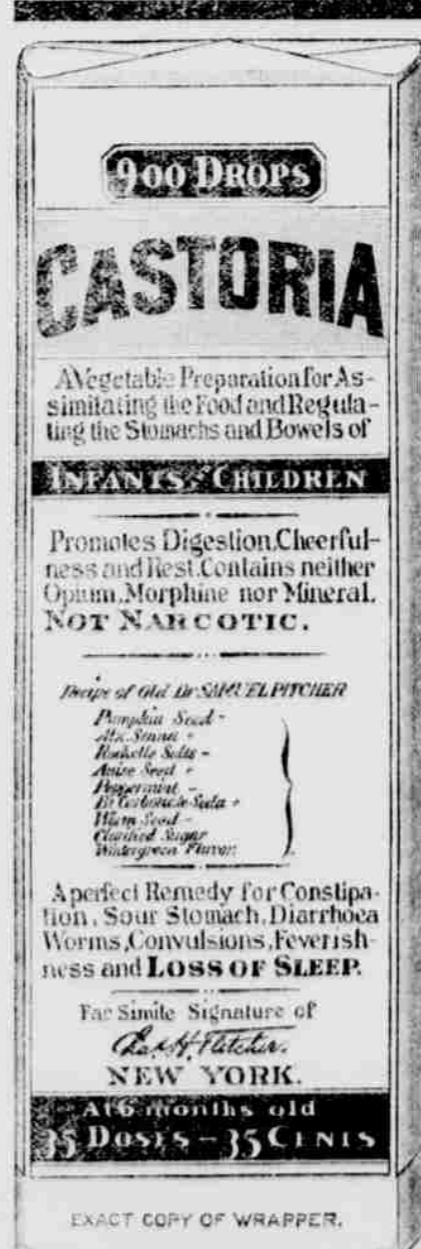 900 DROPS
CASTORIA
AVegetable Preparation for As-
similating the Food and Regula-
ting the Stomachs and Bowels of
INFANTS CHILDREN
Promotes Digestion,Cheerful-
ness and Rest.Contains neither
Opium,Morphine nor Mineral.
NOT NARCOTIC.
Recipe of Old Dr SAMUEL PITCHER
Pumpkin Seed -
Alx. Senna +
Rochelle Salts -
Anise Seed +
Peppermint -
Bi Carbonate Soda +
Worm Seed -
Clarified Sugar
Wintergreen Flavor.
A perfect Remedy for Constipa-
tion, Sour Stomach, Diarrhoea
Worms,Convulsions,Feverish-
ness and LOSS OF SLEEP.
Fac Simile Signature of
Chas H Fletcher.
NEW YORK.
At 6 months old
35 DOSES - 35 CENTS
EXACT COPY OF WRAPPER.